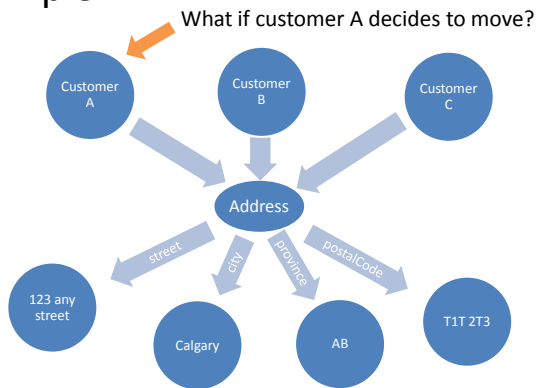 What if customer A decides to move?
Customer
A
Customer
B
Customer
C
Address
street
city
province
postalCode
123 any
street
Calgary
AB
T1T 2T3